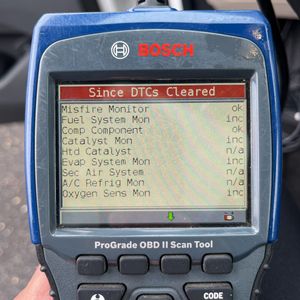 BOSCH
Since DTCs Cleared
Misfire Monitor ok
Fuel System Mon inc
Comp Component ok
Catalyst Mon inc
Htd Catalyst n/a
Evap System Mon inc
Sec Air System n/a
A/C Refrig Mon n/a
Oxygen Sens Mon inc
ProGrade OBD II Scan Tool
CODE